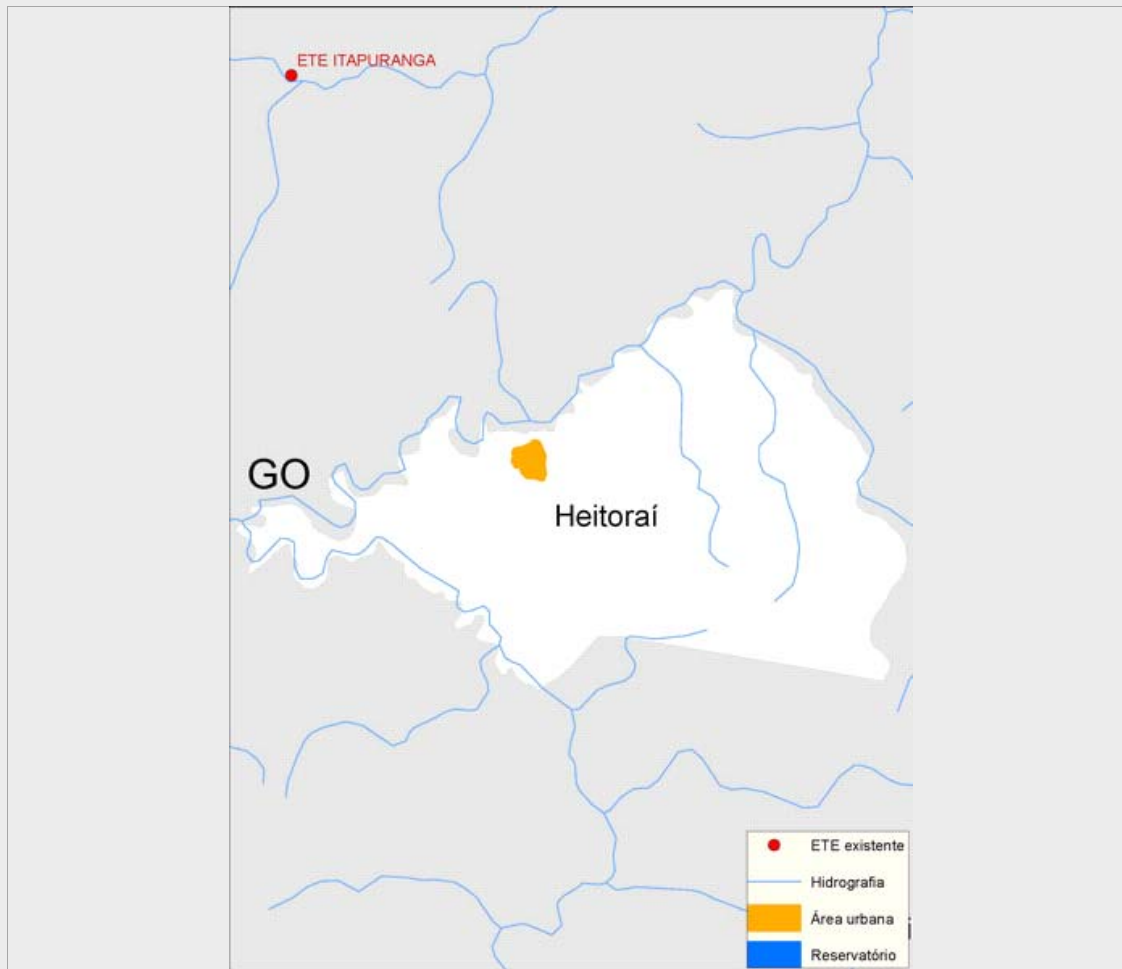 ETE ITAPURANGA
GO
Heitoraí
ETE existente
Hidrografia
Área urbana
Reservatório